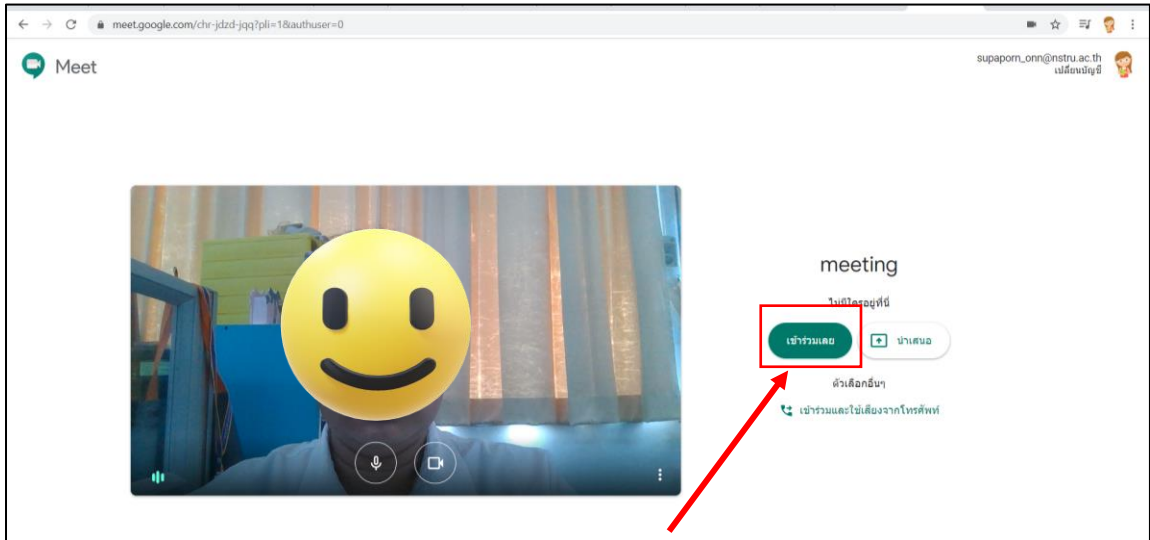 meet.google.com/chr-jdzd-jqq?pli=1&authuser=0
Meet
supaporn_onn@nstru.ac.th
เปลี่ยนบัญชี
meeting
ไม่มีใครอยู่ที่นี่
เข้าร่วมเลย
นำเสนอ
ตัวเลือกอื่นๆ
เข้าร่วมและใช้เสียงจากโทรศัพท์